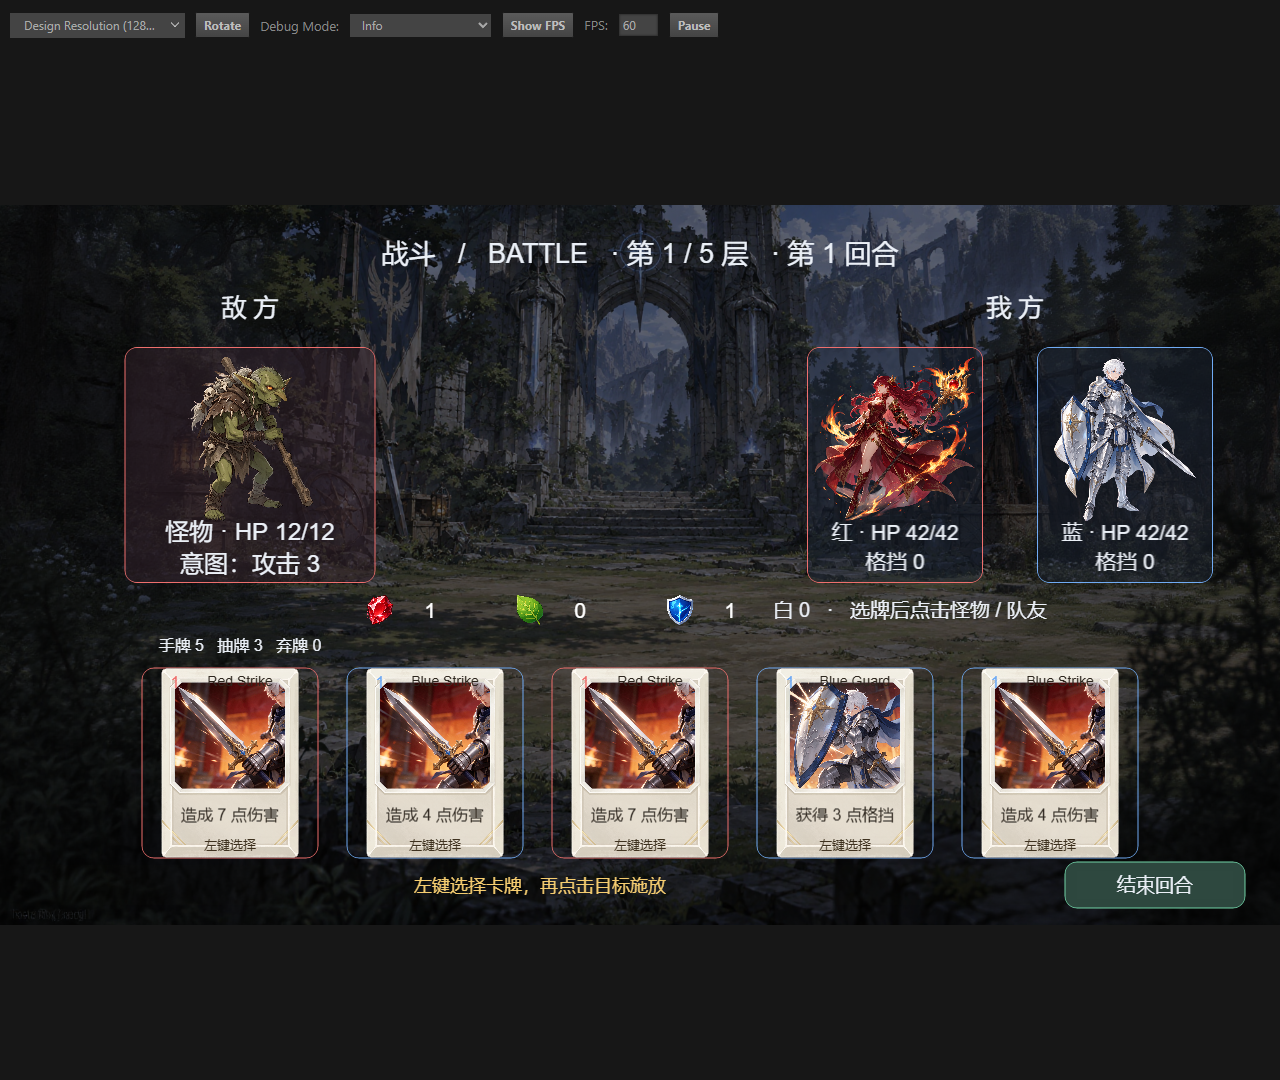 Design Resolution (128... Rotate Debug Mode: Info Show FPS FPS: 60 Pause
战斗 / BATTLE · 第 1 / 5 层 · 第 1 回合
敌 方
我 方
怪物 · HP 12/12
意图：攻击 3
红 · HP 42/42
格挡 0
蓝 · HP 42/42
格挡 0
1 0 1 白 0 · 选牌后点击怪物 / 队友
手牌 5 抽牌 3 弃牌 0
1 Red Strike
造成 7 点伤害
左键选择
1 Blue Strike
造成 4 点伤害
左键选择
1 Red Strike
造成 7 点伤害
左键选择
1 Blue Guard
获得 3 点格挡
左键选择
1 Blue Strike
造成 4 点伤害
左键选择
左键选择卡牌，再点击目标施放
结束回合